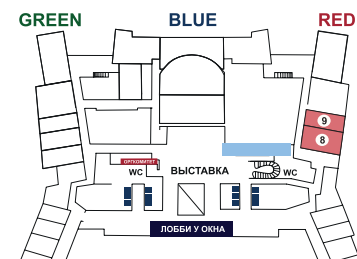 GREEN BLUE RED
9
8
ОРГКОМИТЕТ
WC ВЫСТАВКА WC
ЛОББИ У ОКНА